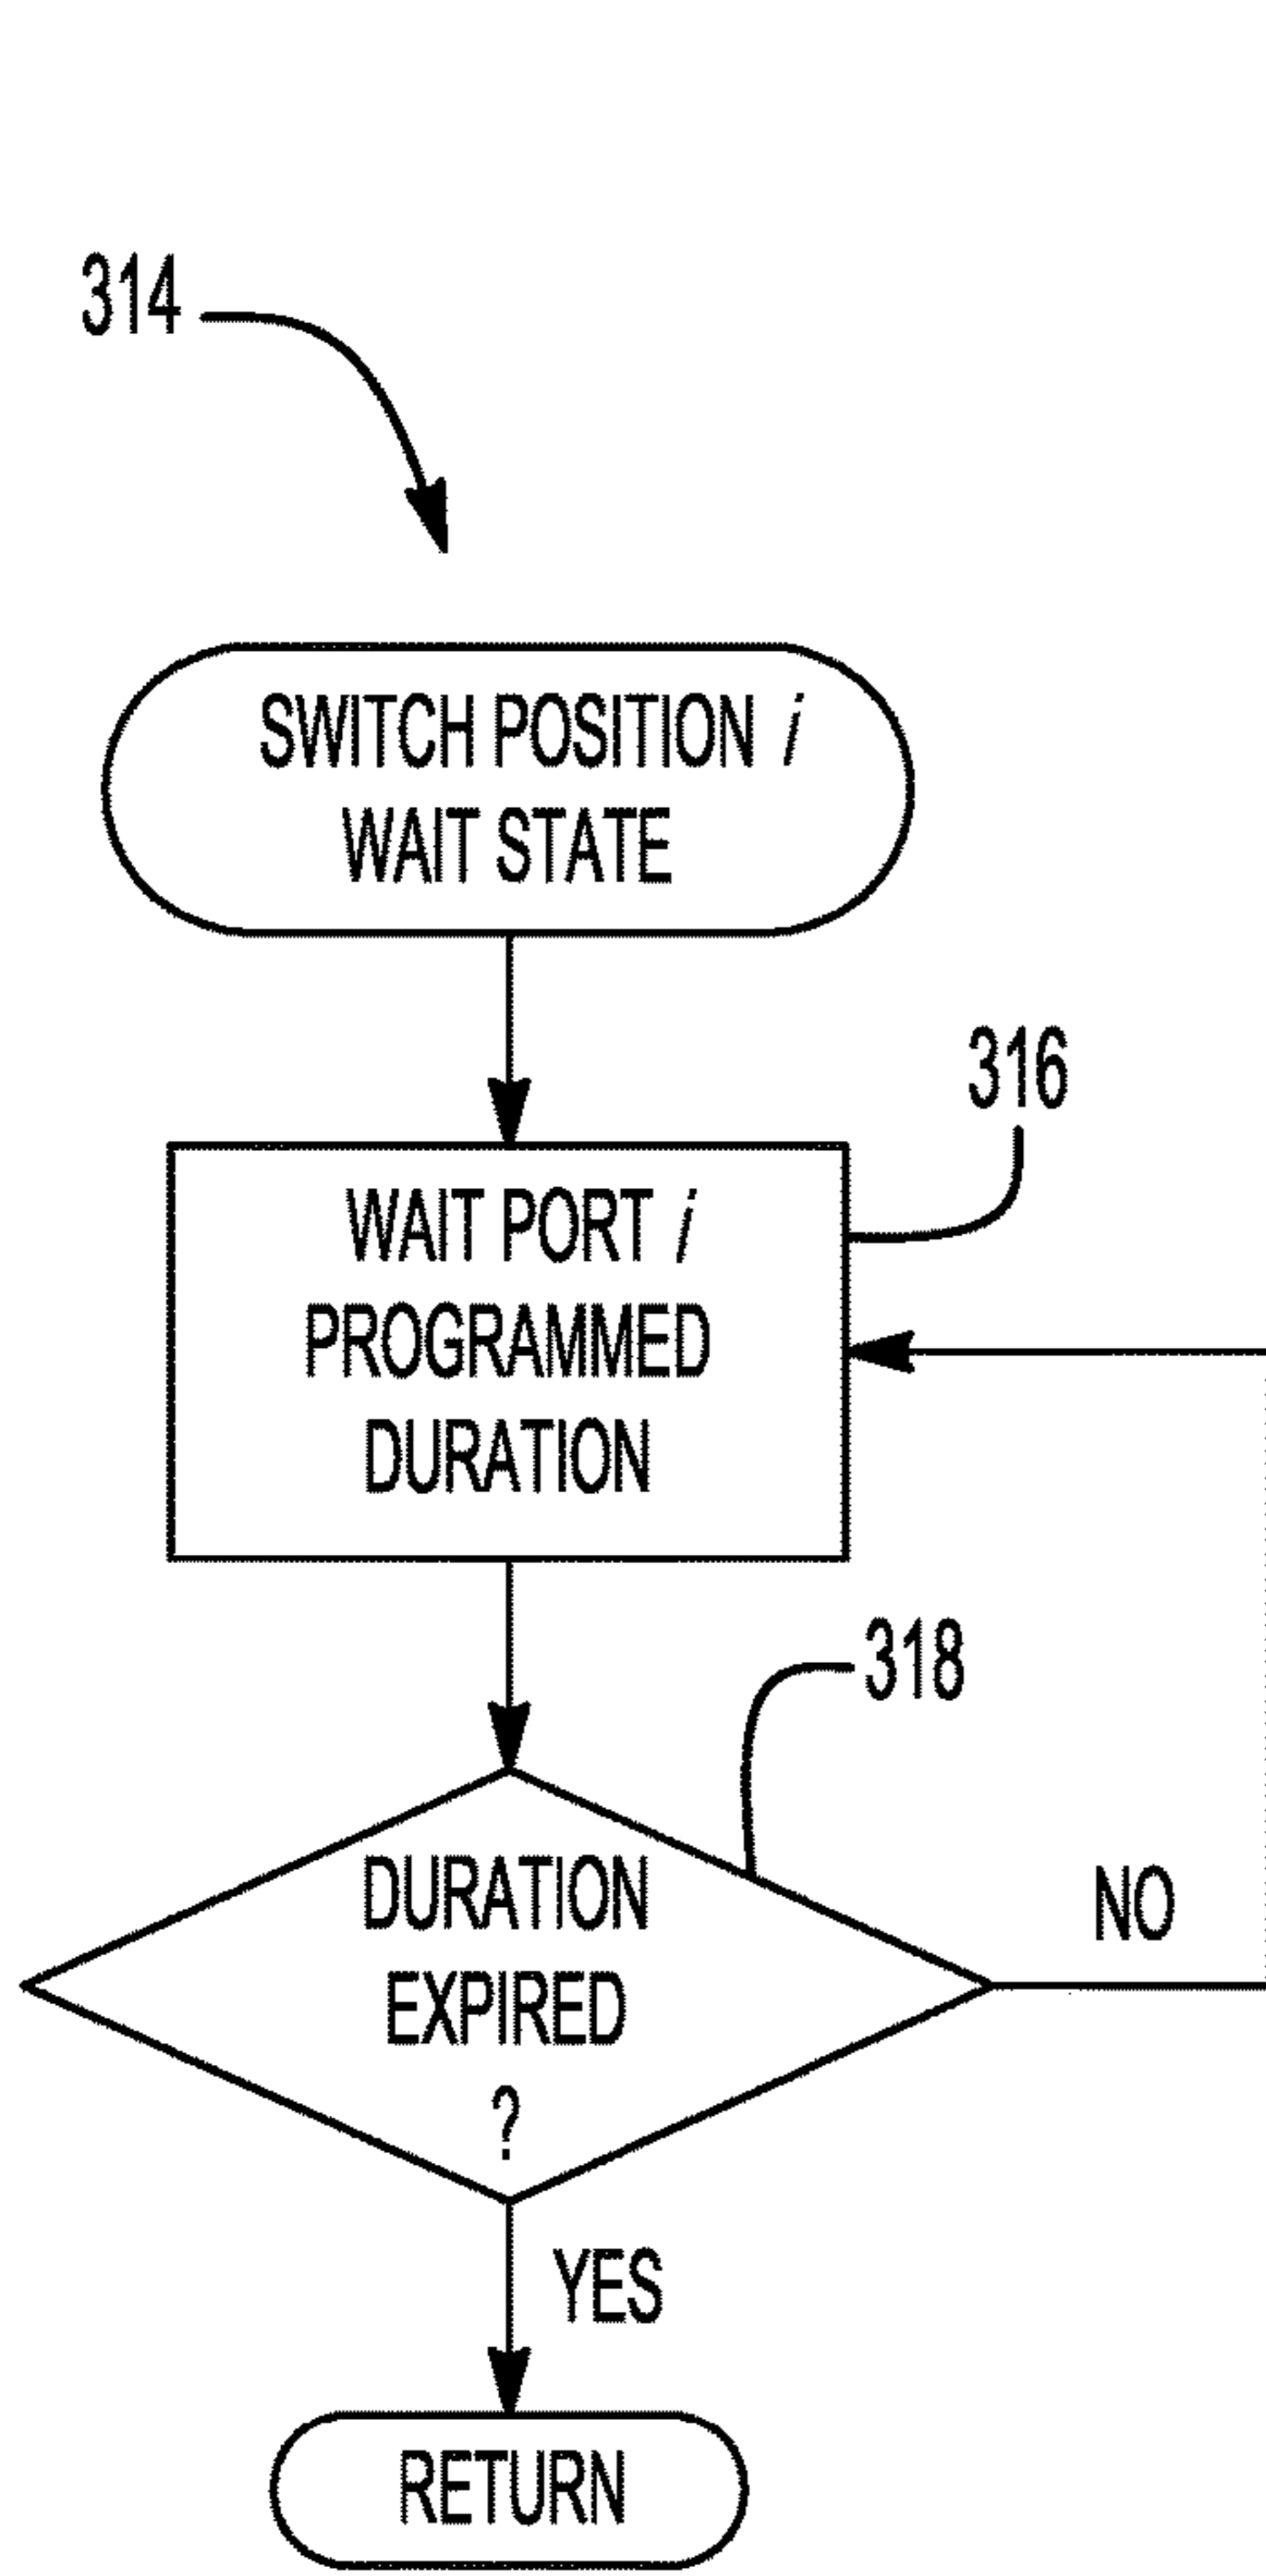 314
SWITCH POSITION i
WAIT STATE
316
WAIT PORT i
PROGRAMMED
DURATION
318
DURATION
EXPIRED
?
NO
YES
RETURN